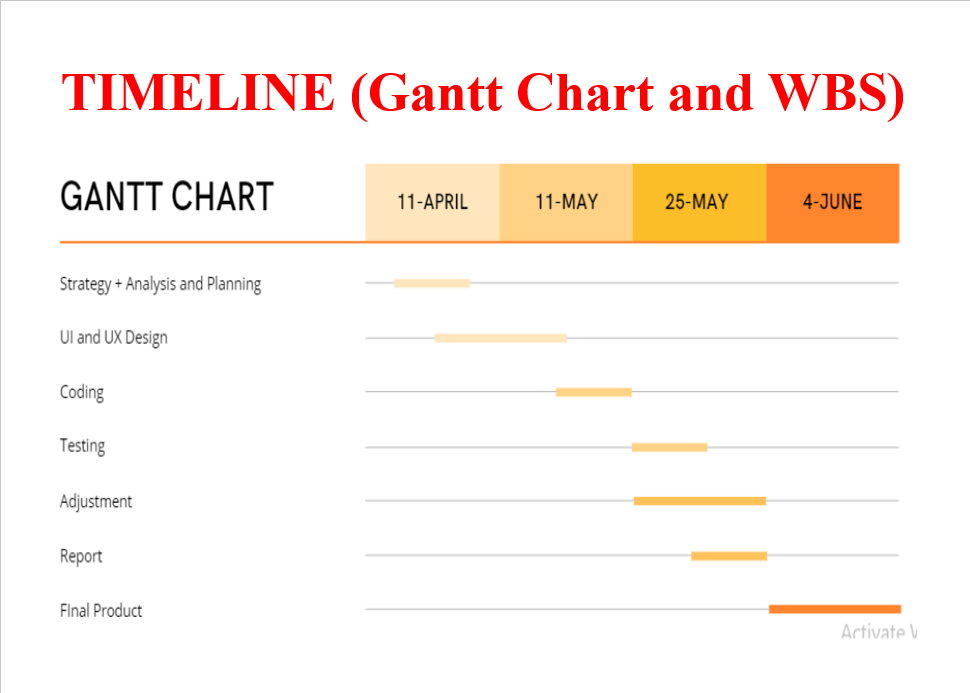 TIMELINE (Gantt Chart and WBS)
GANTT CHART 11-APRIL 11-MAY 25-MAY 4-JUNE
Strategy + Analysis and Planning
UI and UX Design
Coding
Testing
Adjustment
Report
FInal Product
Activate